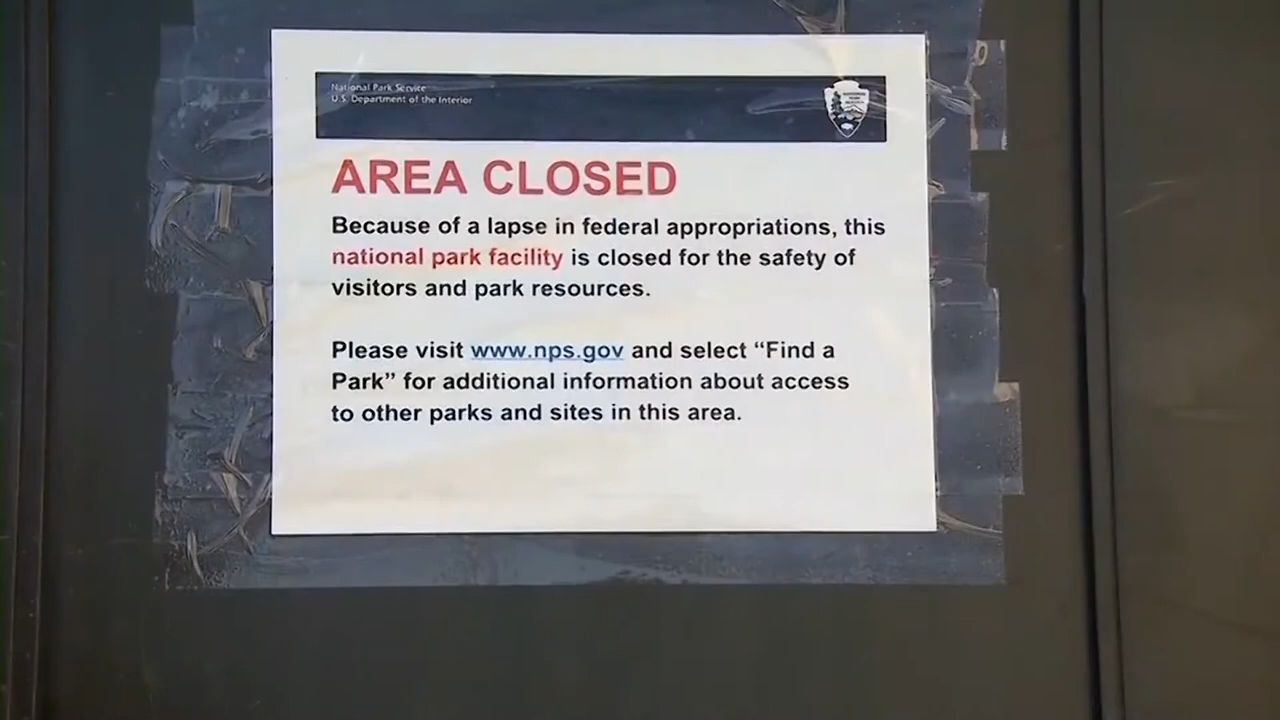 National Park Service
U.S. Department of the Interior
AREA CLOSED
Because of a lapse in federal appropriations, this
national park facility is closed for the safety of
visitors and park resources.
Please visit www.nps.gov and select “Find a
Park” for additional information about access
to other parks and sites in this area.